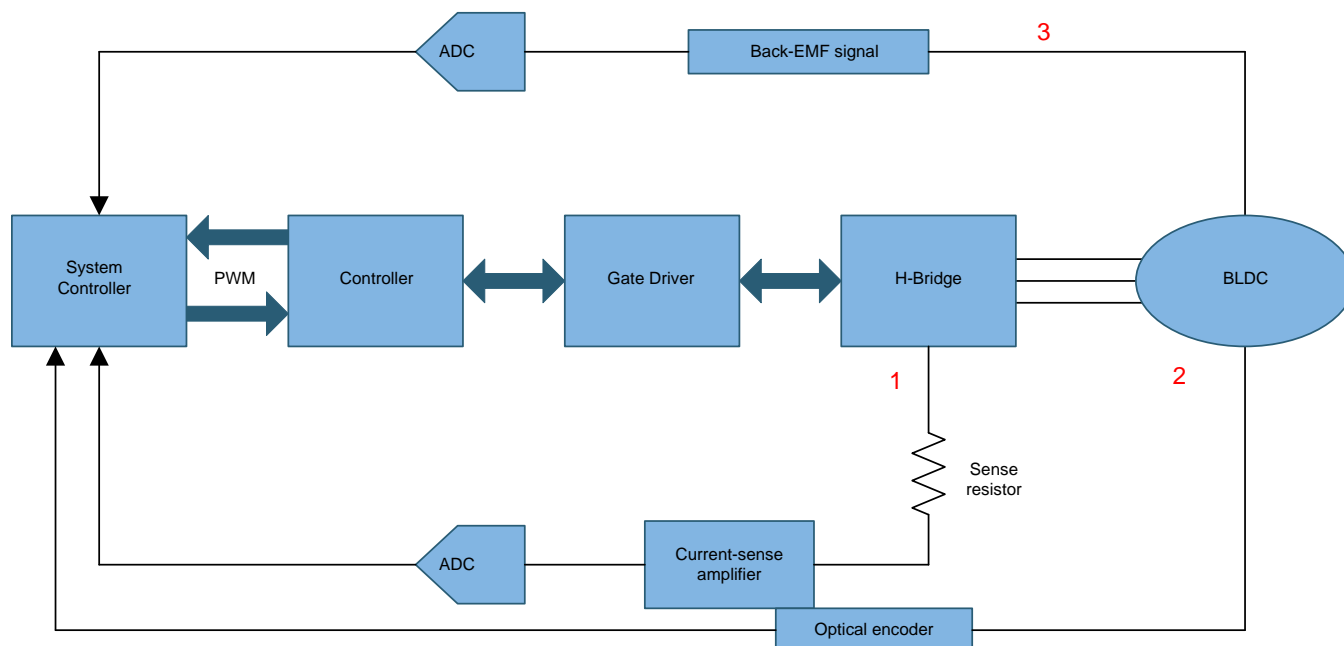 3
ADC
Back-EMF signal
System
Controller
PWM
Controller
Gate Driver
H-Bridge
BLDC
1
2
Sense
resistor
ADC
Current-sense
amplifier
Optical encoder